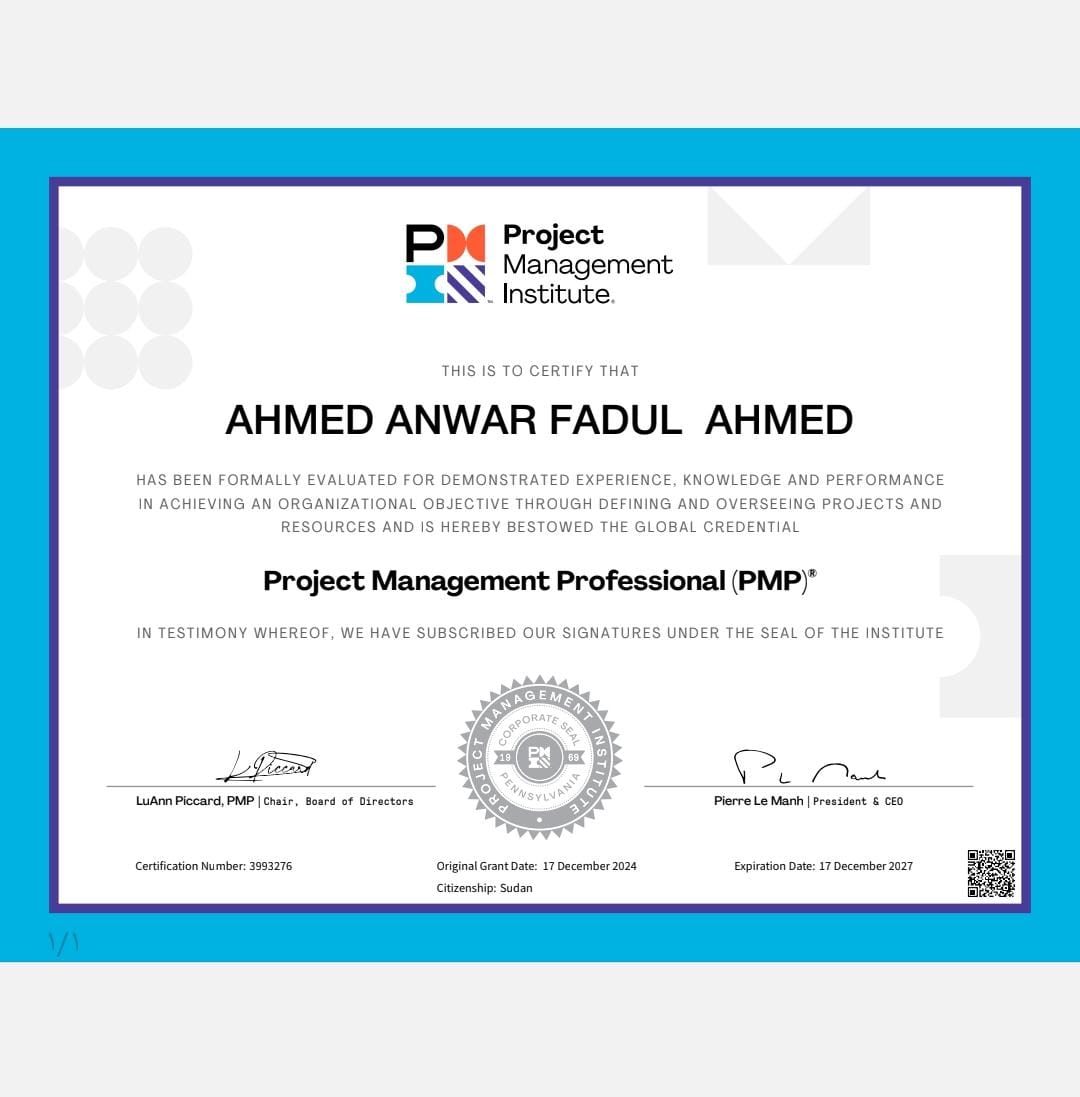 Project
Management
Institute.
THIS IS TO CERTIFY THAT
AHMED ANWAR FADUL  AHMED
HAS BEEN FORMALLY EVALUATED FOR DEMONSTRATED EXPERIENCE, KNOWLEDGE AND PERFORMANCE
IN ACHIEVING AN ORGANIZATIONAL OBJECTIVE THROUGH DEFINING AND OVERSEEING PROJECTS AND
RESOURCES AND IS HEREBY BESTOWED THE GLOBAL CREDENTIAL
Project Management Professional (PMP)®
IN TESTIMONY WHEREOF, WE HAVE SUBSCRIBED OUR SIGNATURES UNDER THE SEAL OF THE INSTITUTE
PROJECT MANAGEMENT INSTITUTE
CORPORATE SEAL
19 69
PENNSYLVANIA
L Piccard
LuAnn Piccard, PMP | Chair, Board of Directors
Pierre Le Manh | President & CEO
Certification Number: 3993276
Original Grant Date:  17 December 2024
Expiration Date: 17 December 2027
Citizenship: Sudan
١/١